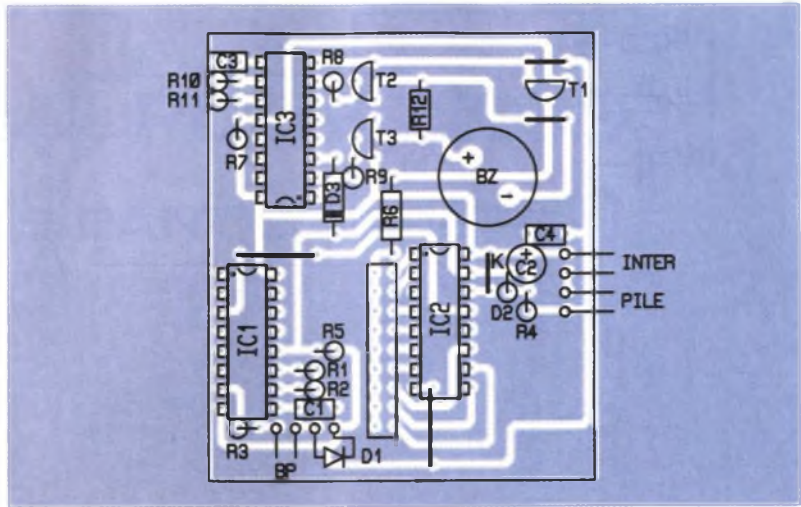 C3
R8
R10
R11
T2
T1
IC3
R12
T3
R7
BZ
+
-
R9
D3
R6
C4
+
C2
K
INTER
PILE
D2
R4
IC1
IC2
R5
R1
R2
C1
R3
BP
D1